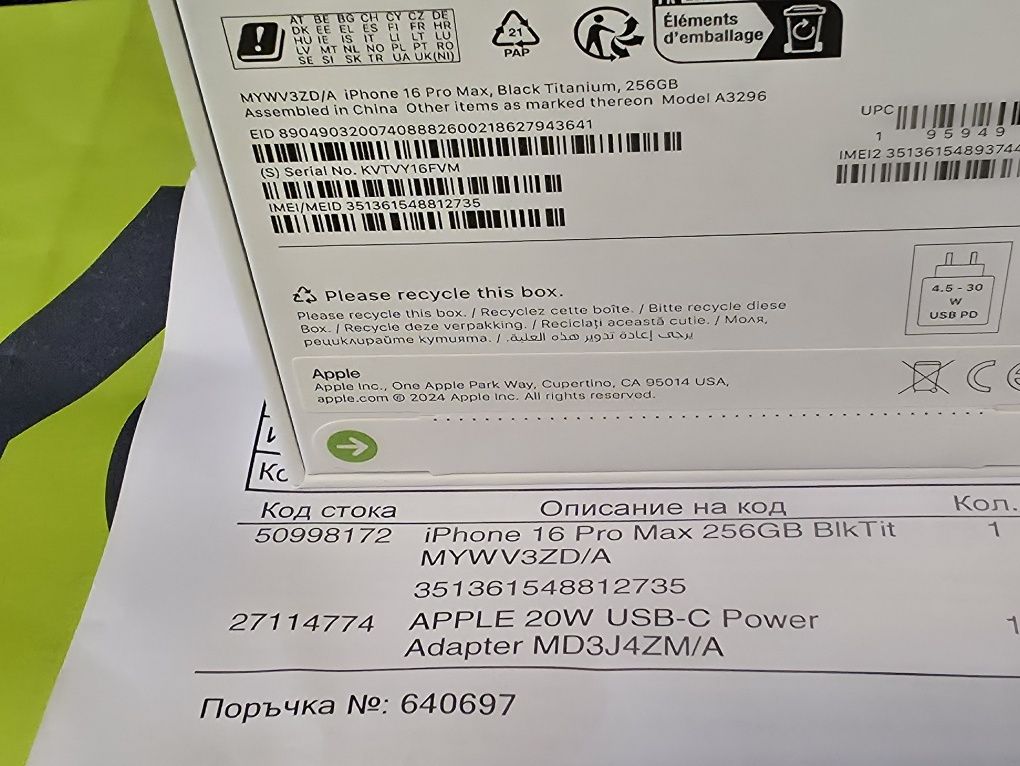 AT BE BG CH CY CZ DE
DK EE EL ES FI FR HR
HU IE IS IT LI LT LU
LV MT NL NO PL PT RO
SE SI SK TR UA UK(NI)
21
PAP
Éléments
d'emballage
MYWV3ZD/A iPhone 16 Pro Max, Black Titanium, 256GB
Assembled in China Other items as marked thereon Model A3296
EID 89049032007408882600218627943641
(S) Serial No. KVTVY16FVM
IMEI/MEID 351361548812735
UPC
1 95949
IMEI2 35136154893744
Please recycle this box.
Please recycle this box. / Recyclez cette boîte. / Bitte recycle diese
Box. / Recycle deze verpakking. / Reciclați această cutie. / Моля,
рециклирайте кутията. / يرجى إعادة تدوير هذه العلبة.
4.5 - 30
W
USB PD
Apple
Apple Inc., One Apple Park Way, Cupertino, CA 95014 USA,
apple.com © 2024 Apple Inc. All rights reserved.
Кс
Код стока Описание на код Кол.
50998172 iPhone 16 Pro Max 256GB BlkTit 1
MYWV3ZD/A
351361548812735
27114774 APPLE 20W USB-C Power 1
Adapter MD3J4ZM/A
Поръчка №: 640697